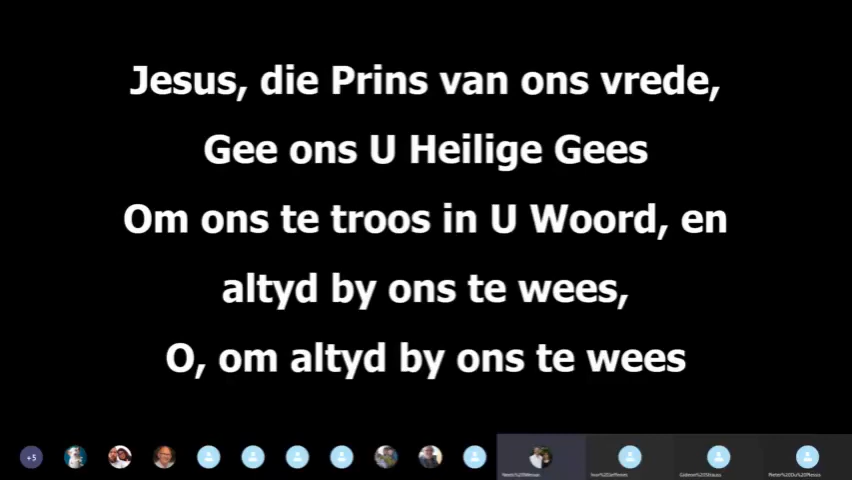 Jesus, die Prins van ons vrede,
Gee ons U Heilige Gees
Om ons te troos in U Woord, en
altyd by ons te wees,
O, om altyd by ons te wees
+5